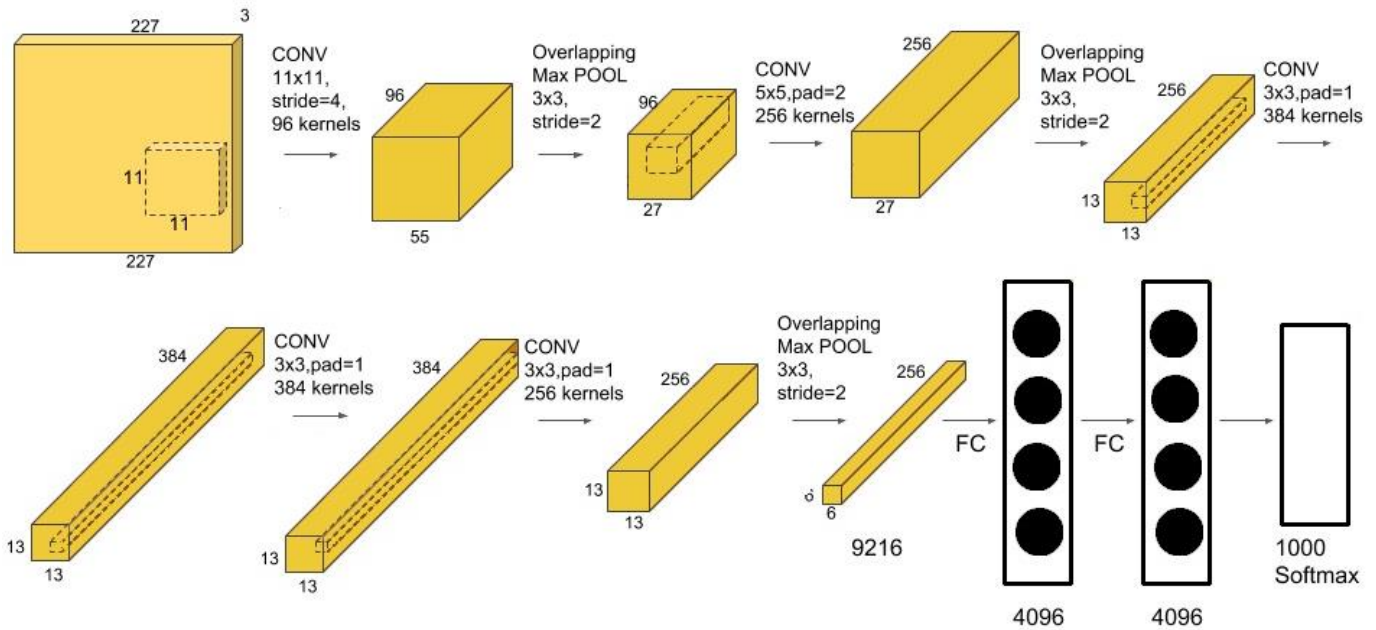 227
3
CONV
11x11,
stride=4,
96 kernels
11
11
227
96
55
Overlapping
Max POOL
3x3,
stride=2
96
27
CONV
5x5,pad=2
256 kernels
256
27
Overlapping
Max POOL
3x3,
stride=2
256
13
13
CONV
3x3,pad=1
384 kernels
384
13
13
CONV
3x3,pad=1
384 kernels
384
13
13
CONV
3x3,pad=1
256 kernels
256
13
13
Overlapping
Max POOL
3x3,
stride=2
256
6
9216
FC
4096
FC
4096
1000
Softmax